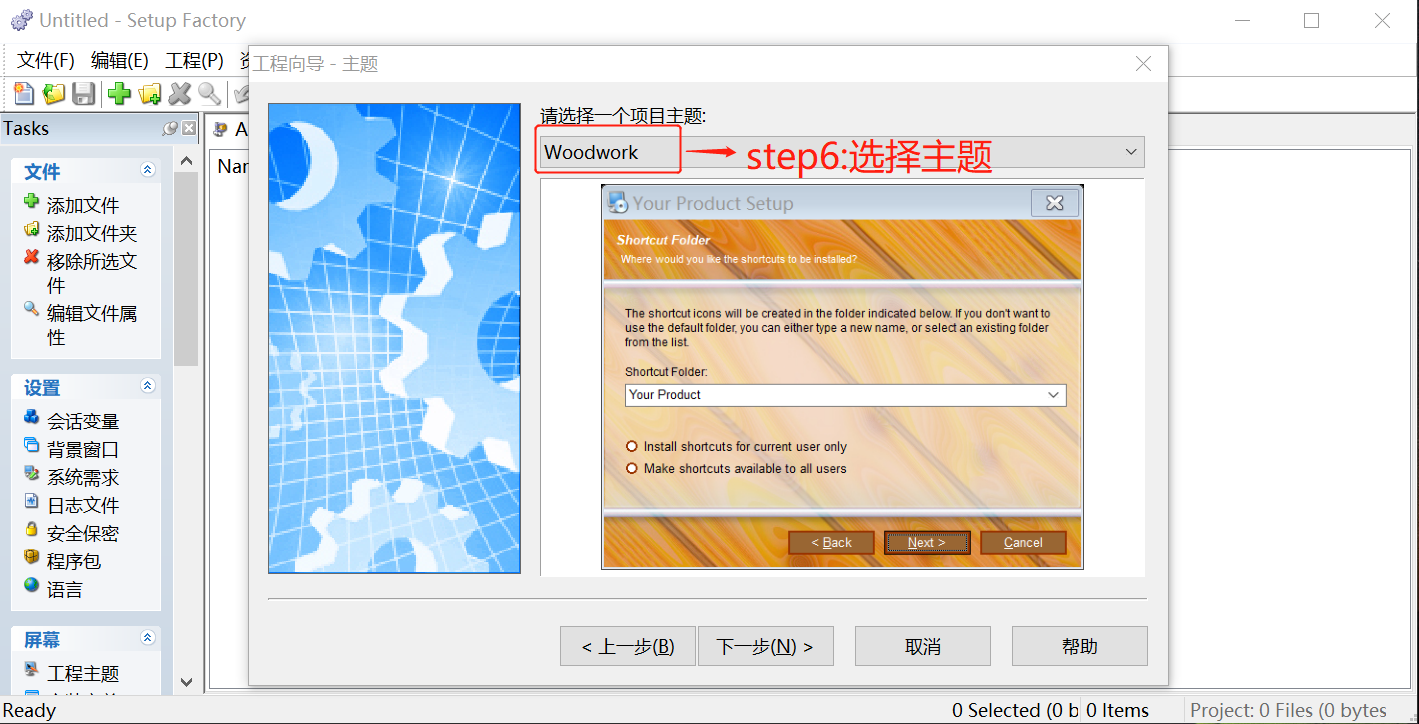 Untitled - Setup Factory
文件(F) 编辑(E) 工程(P)
工程向导 - 主题
Tasks
文件
添加文件
添加文件夹
移除所选文
件
编辑文件属
性
设置
会话变量
背景窗口
系统需求
日志文件
安全保密
程序包
语言
屏幕
工程主题
请选择一个项目主题:
Woodwork
step6:选择主题
Your Product Setup
Shortcut Folder
Where would you like the shortcuts to be installed?
The shortcut icons will be created in the folder indicated below. If you don't want to
use the default folder, you can either type a new name, or select an existing folder
from the list.
Shortcut Folder:
Your Product
Install shortcuts for current user only
Make shortcuts available to all users
< Back Next > Cancel
< 上一步(B) 下一步(N) > 取消 帮助
Ready 0 Selected (0 b 0 Items Project: 0 Files (0 bytes